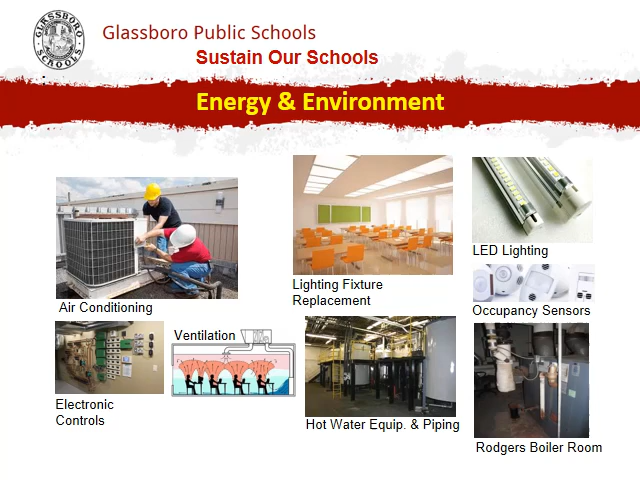 GLASSBORO
SCHOOLS
Glassboro Public Schools
Sustain Our Schools
Energy & Environment
Air Conditioning
Lighting Fixture
Replacement
LED Lighting
Occupancy Sensors
Electronic
Controls
Ventilation
Hot Water Equip. & Piping
Rodgers Boiler Room